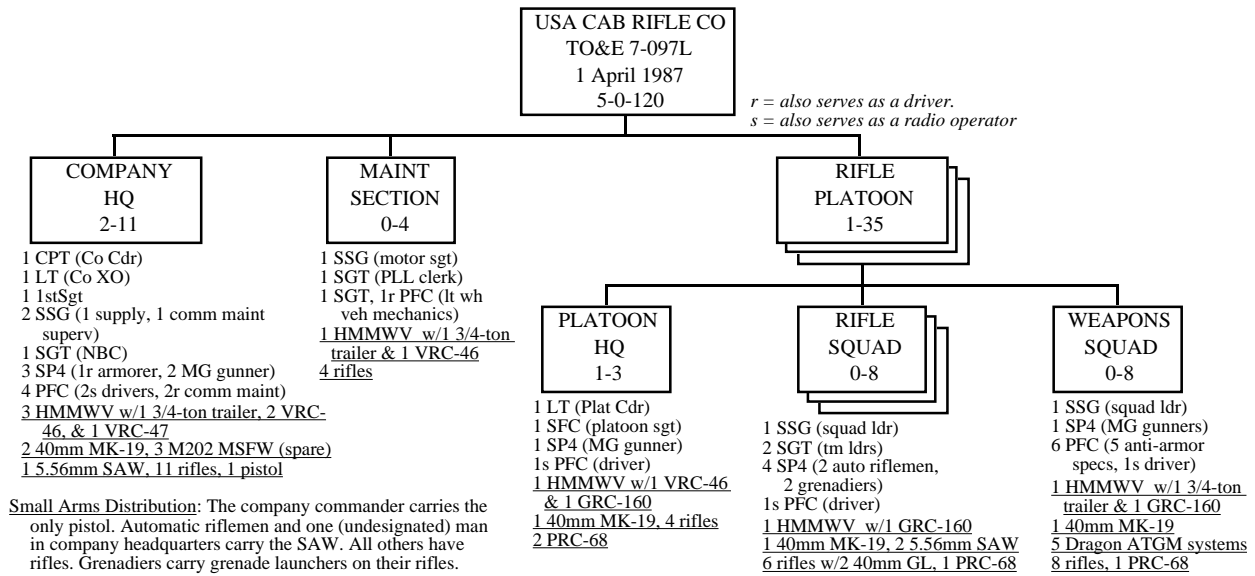 USA CAB RIFLE CO
TO&E 7-097L
1 April 1987
5-0-120
r = also serves as a driver.
s = also serves as a radio operator
COMPANY
HQ
2-11
1 CPT (Co Cdr)
1 LT (Co XO)
1 1stSgt
2 SSG (1 supply, 1 comm maint
superv)
1 SGT (NBC)
3 SP4 (1r armorer, 2 MG gunner)
4 PFC (2s drivers, 2r comm maint)
3 HMMWV w/1 3/4-ton trailer, 2 VRC-
46, & 1 VRC-47
2 40mm MK-19, 3 M202 MSFW (spare)
1 5.56mm SAW, 11 rifles, 1 pistol
MAINT
SECTION
0-4
1 SSG (motor sgt)
1 SGT (PLL clerk)
1 SGT, 1r PFC (lt wh
veh mechanics)
1 HMMWV w/1 3/4-ton
trailer & 1 VRC-46
4 rifles
RIFLE
PLATOON
1-35
PLATOON
HQ
1-3
1 LT (Plat Cdr)
1 SFC (platoon sgt)
1 SP4 (MG gunner)
1s PFC (driver)
1 HMMWV w/1 VRC-46
& 1 GRC-160
1 40mm MK-19, 4 rifles
2 PRC-68
RIFLE
SQUAD
0-8
1 SSG (squad ldr)
2 SGT (tm ldrs)
4 SP4 (2 auto riflemen,
2 grenadiers)
1s PFC (driver)
1 HMMWV w/1 GRC-160
1 40mm MK-19, 2 5.56mm SAW
6 rifles w/2 40mm GL, 1 PRC-68
WEAPONS
SQUAD
0-8
1 SSG (squad ldr)
1 SP4 (MG gunners)
6 PFC (5 anti-armor
specs, 1s driver)
1 HMMWV w/1 3/4-ton
trailer & 1 GRC-160
1 40mm MK-19
5 Dragon ATGM systems
8 rifles, 1 PRC-68
Small Arms Distribution: The company commander carries the
only pistol. Automatic riflemen and one (undesignated) man
in company headquarters carry the SAW. All others have
rifles. Grenadiers carry grenade launchers on their rifles.